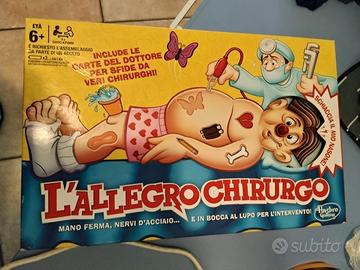 ETÀ
6+
GIOCATORI
È RICHIESTO L'ASSEMBLAGGIO
DA PARTE DI UN ADULTO
INCLUDE LE
CARTE DEL DOTTORE
PER SFIDE DA
VERI CHIRURGHI!
SCHIACCIA IL MIO NASONE!
L'ALLEGRO CHIRURGO
MANO FERMA, NERVI D'ACCIAIO...
E IN BOCCA AL LUPO PER L'INTERVENTO!
Hasbro
Gaming
subito